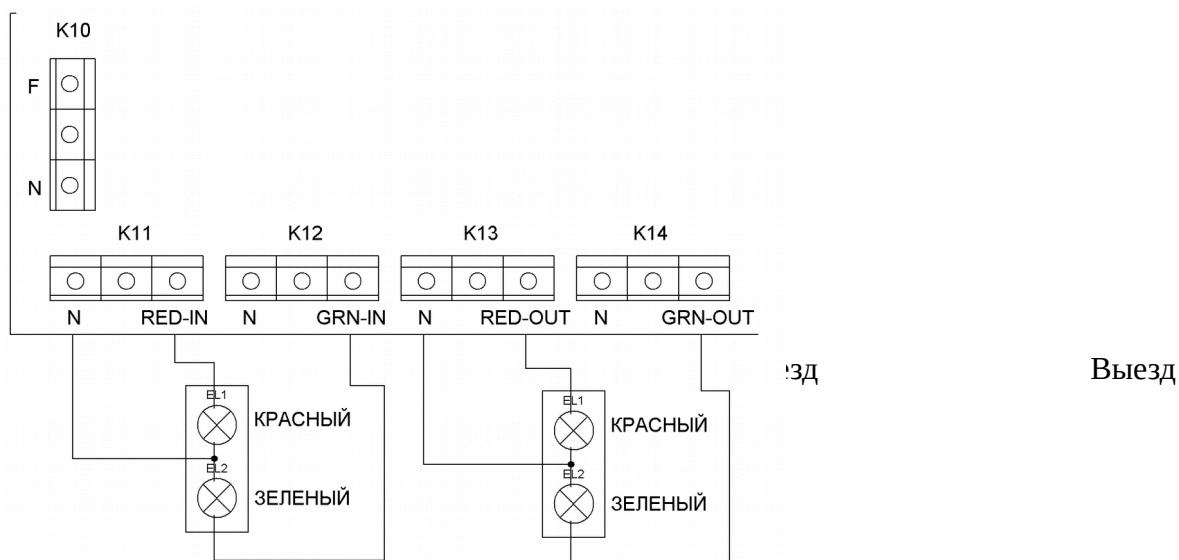 K10
F
N
K11 K12 K13 K14
N RED-IN N GRN-IN N RED-OUT N GRN-OUT
Выезд
EL1 EL1
КРАСНЫЙ КРАСНЫЙ
EL2 EL2
ЗЕЛЕНЫЙ ЗЕЛЕНЫЙ